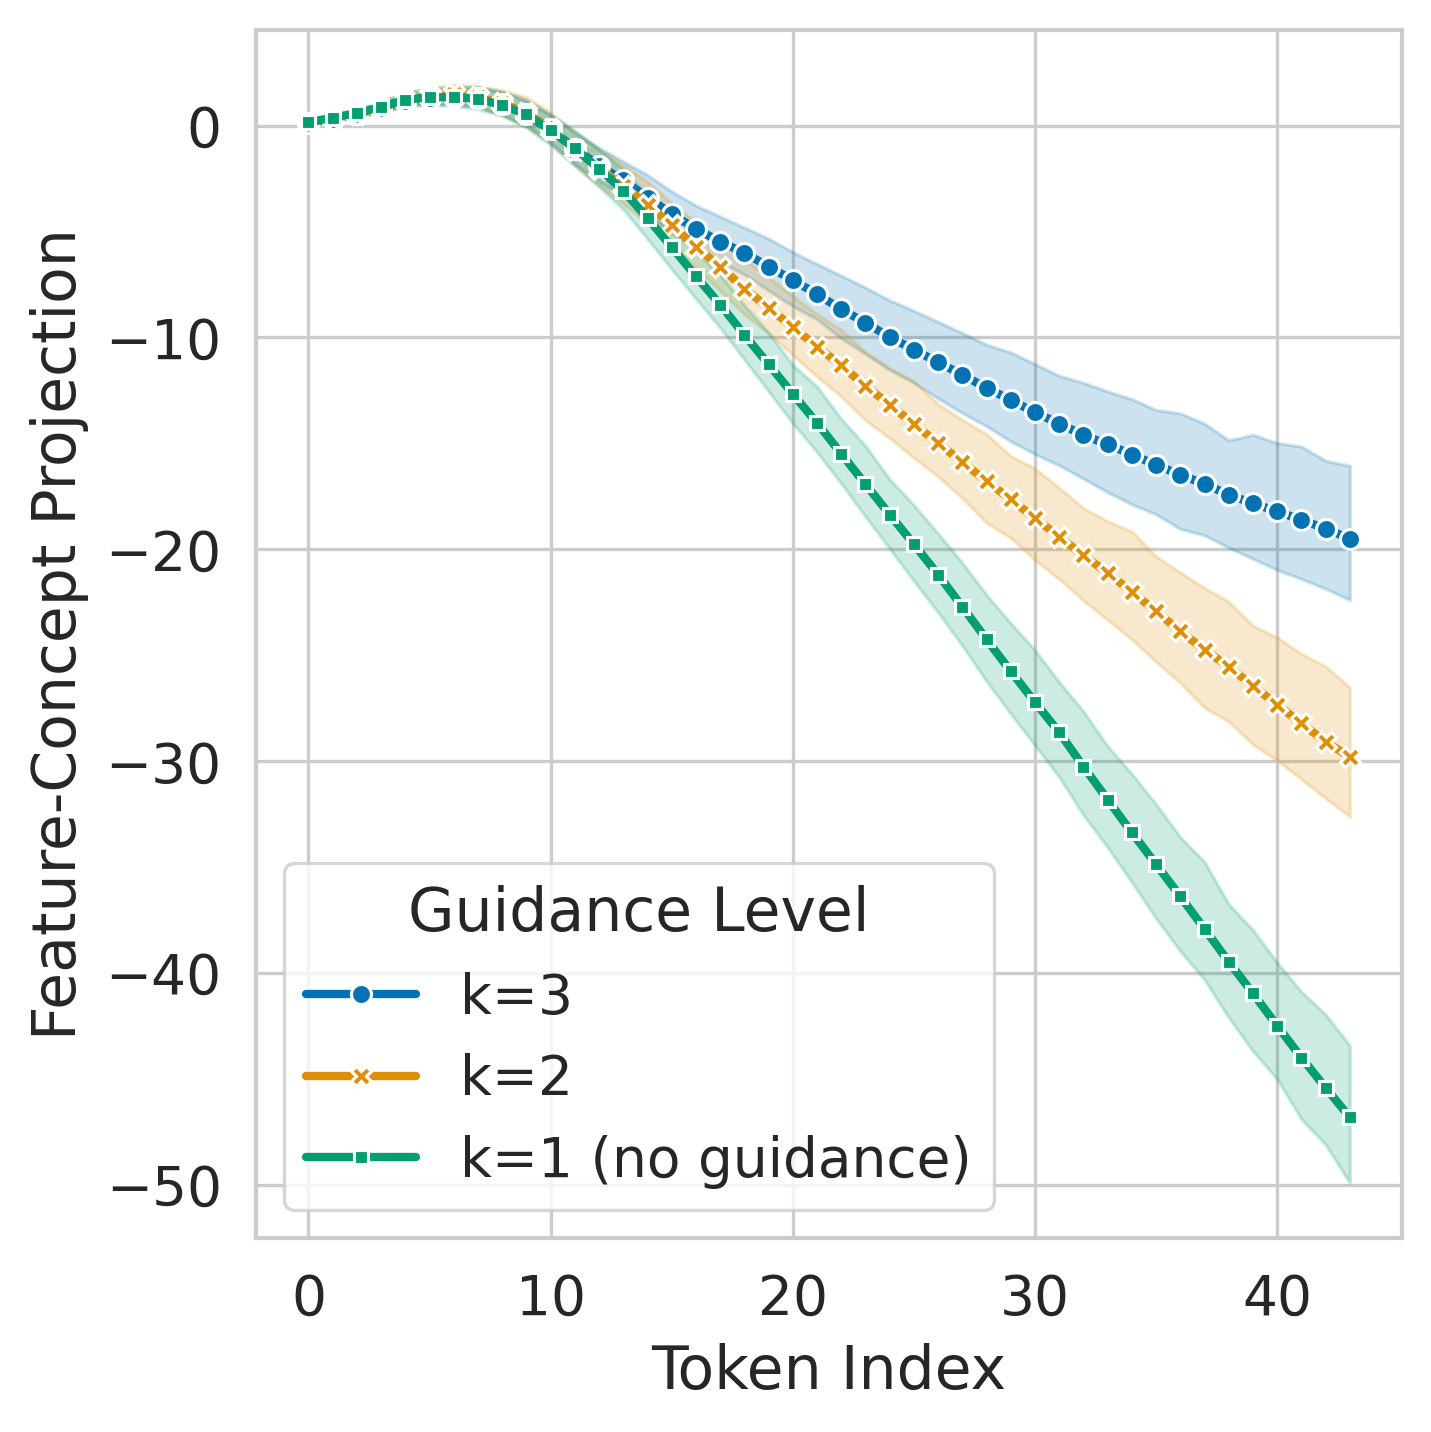 Feature-Concept Projection
0
−10
−20
−30
−40
−50
Guidance Level
k=3
k=2
k=1 (no guidance)
0 10 20 30 40
Token Index